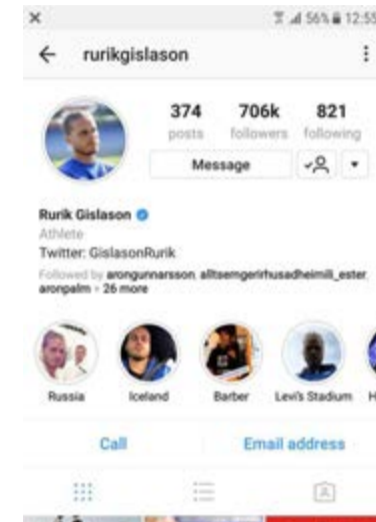 56% 12:55
rurikgislason
374 706k 821
posts followers following
Message
Rurik Gislason
Athlete
Twitter: GislasonRurik
Followed by arongunnarsson, alltsemgerirhusadheimili_ester,
aronpalm + 26 more
Russia Iceland Barber Levi's Stadium H
Call Email address